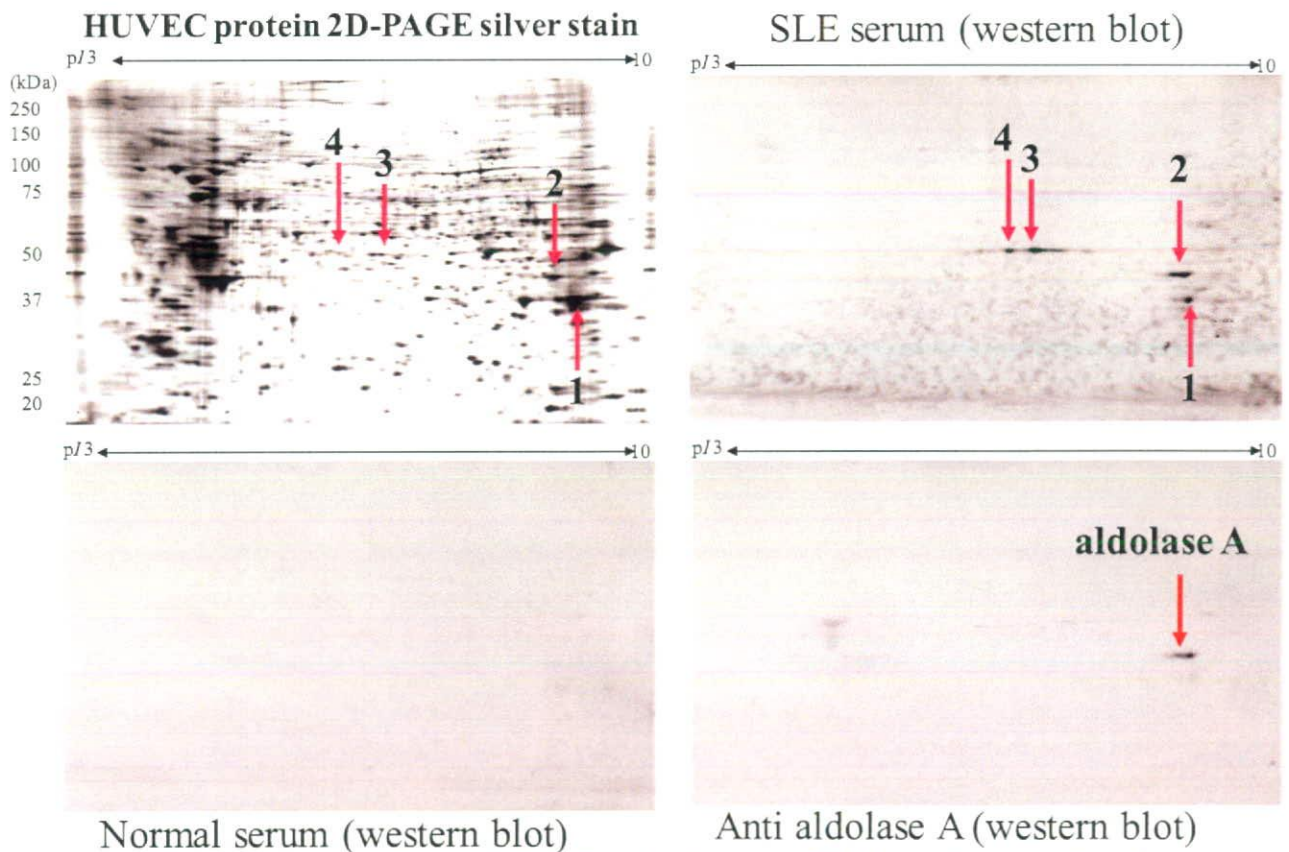 HUVEC protein 2D-PAGE silver stain
pI 3 10
(kDa)
250
150
100
75
50
37
25
20
4
3
2
1
SLE serum (western blot)
pI 3 10
4
3
2
1
pI 3 10
Normal serum (western blot)
pI 3 10
aldolase A
Anti aldolase A (western blot)